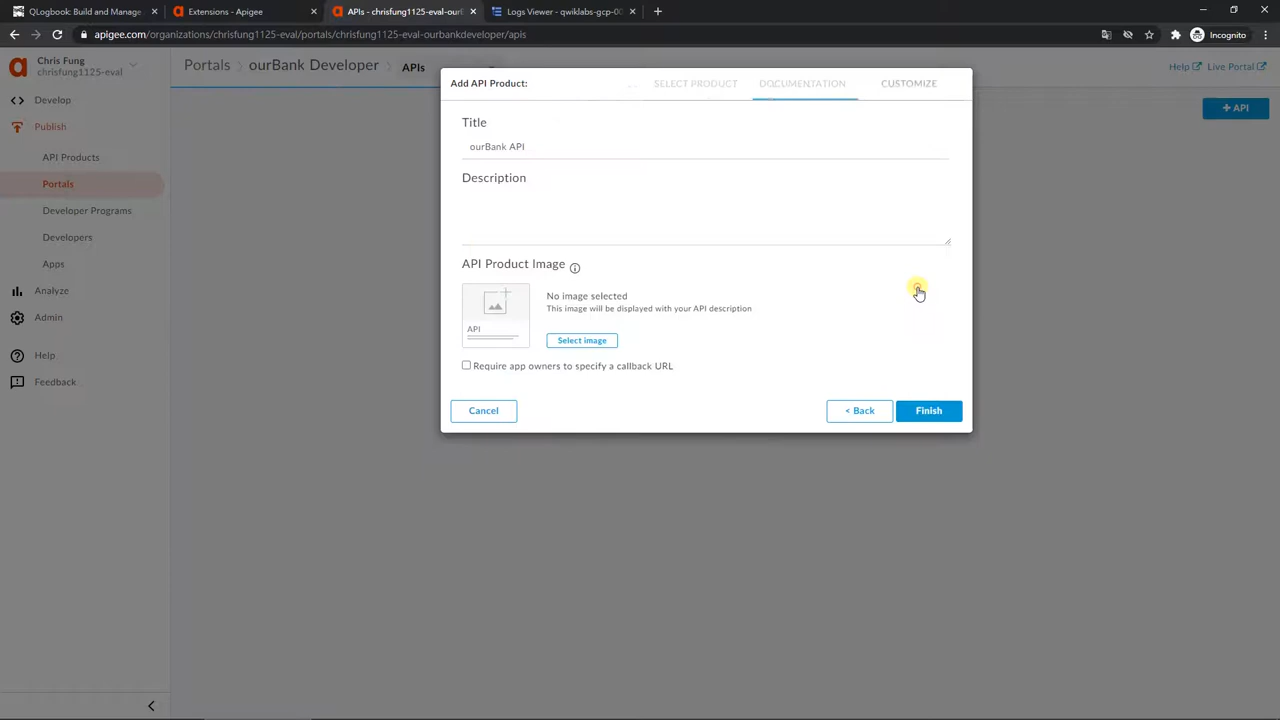 QLogbook: Build and Manage
Extensions - Apigee
APIs - chrisfung1125-eval-ourB
Logs Viewer - qwiklabs-gcp-00
apigee.com/organizations/chrisfung1125-eval/portals/chrisfung1125-eval-ourbankdeveloper/apis
Incognito
Chris Fung
chrisfung1125-eval
Portals
ourBank Developer
APIs
Help
Live Portal
Develop
Publish
API Products
Portals
Developer Programs
Developers
Apps
Analyze
Admin
Help
Feedback
+ API
Add API Product:
SELECT PRODUCT
DOCUMENTATION
CUSTOMIZE
Title
ourBank API
Description
API Product Image
API
No image selected
This image will be displayed with your API description
Select image
Require app owners to specify a callback URL
Cancel
< Back
Finish